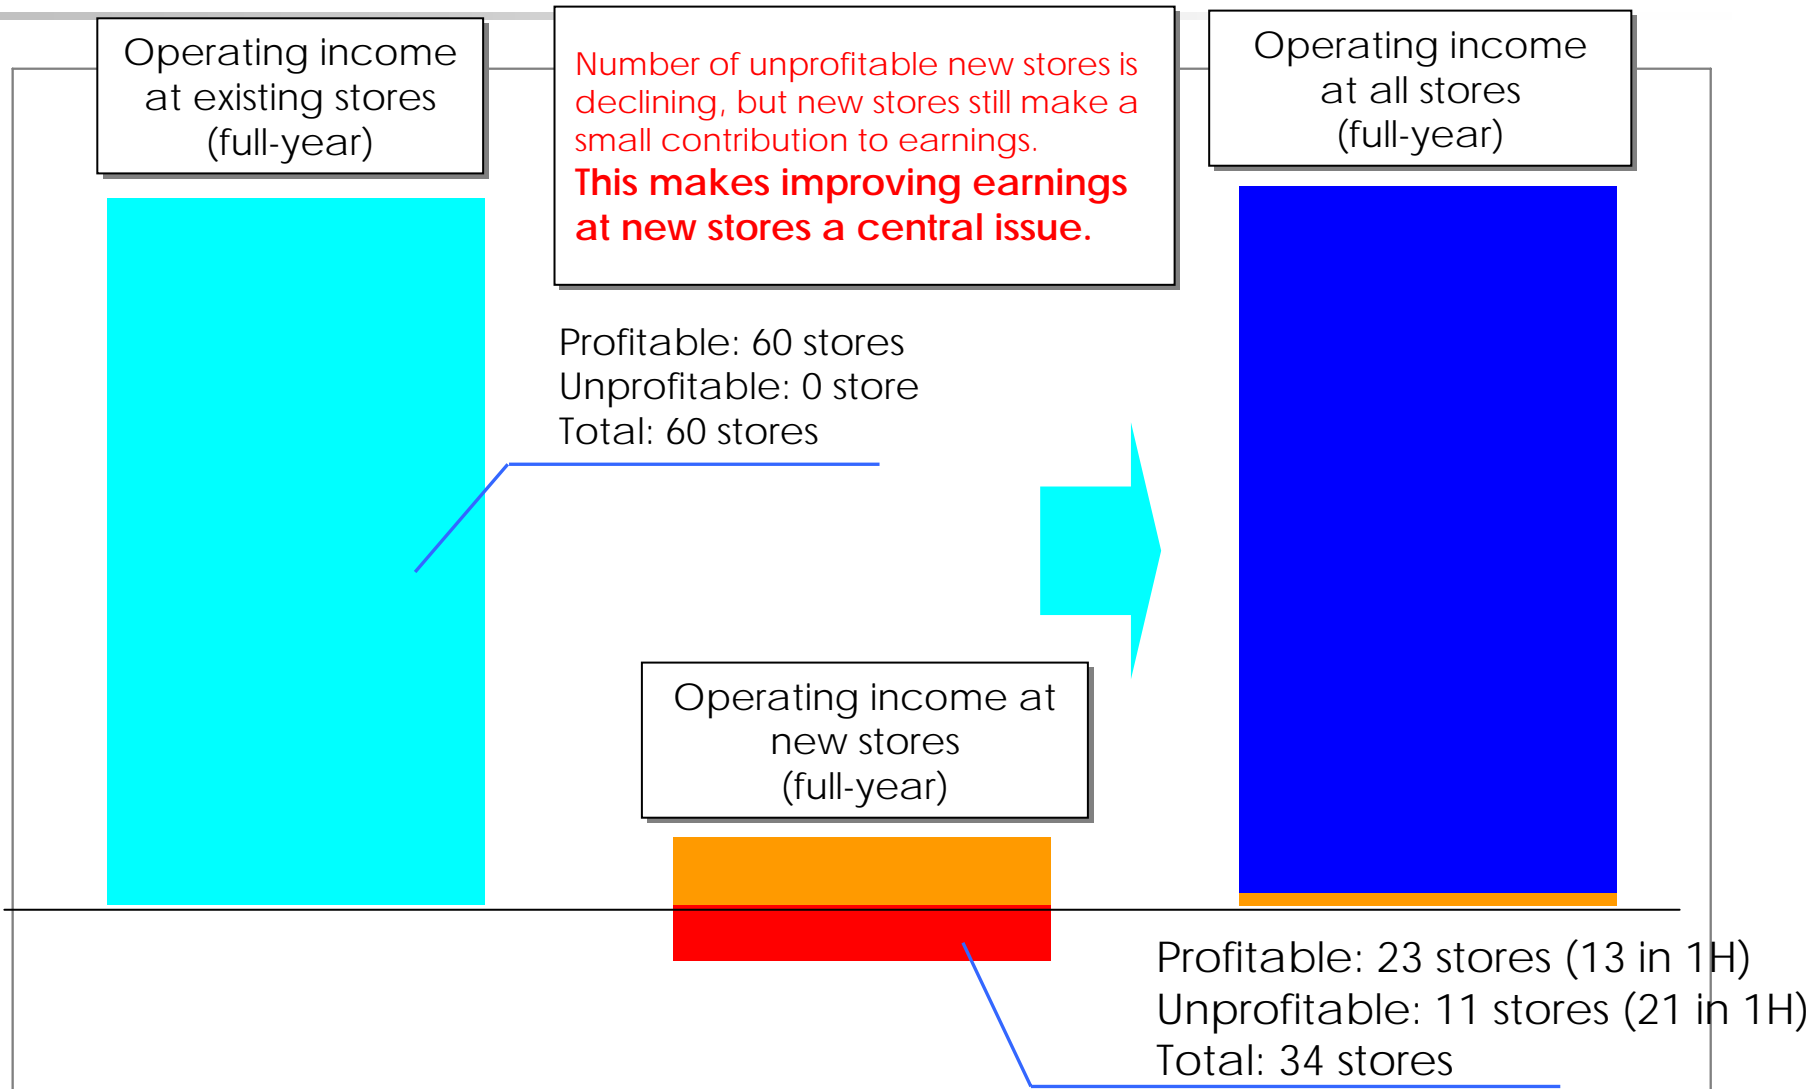 Operating income
at existing stores
(full-year)
Number of unprofitable new stores is
declining, but new stores still make a
small contribution to earnings.
This makes improving earnings
at new stores a central issue.
Operating income
at all stores
(full-year)
Profitable: 60 stores
Unprofitable: 0 store
Total: 60 stores
Operating income at
new stores
(full-year)
Profitable: 23 stores (13 in 1H)
Unprofitable: 11 stores (21 in 1H)
Total: 34 stores